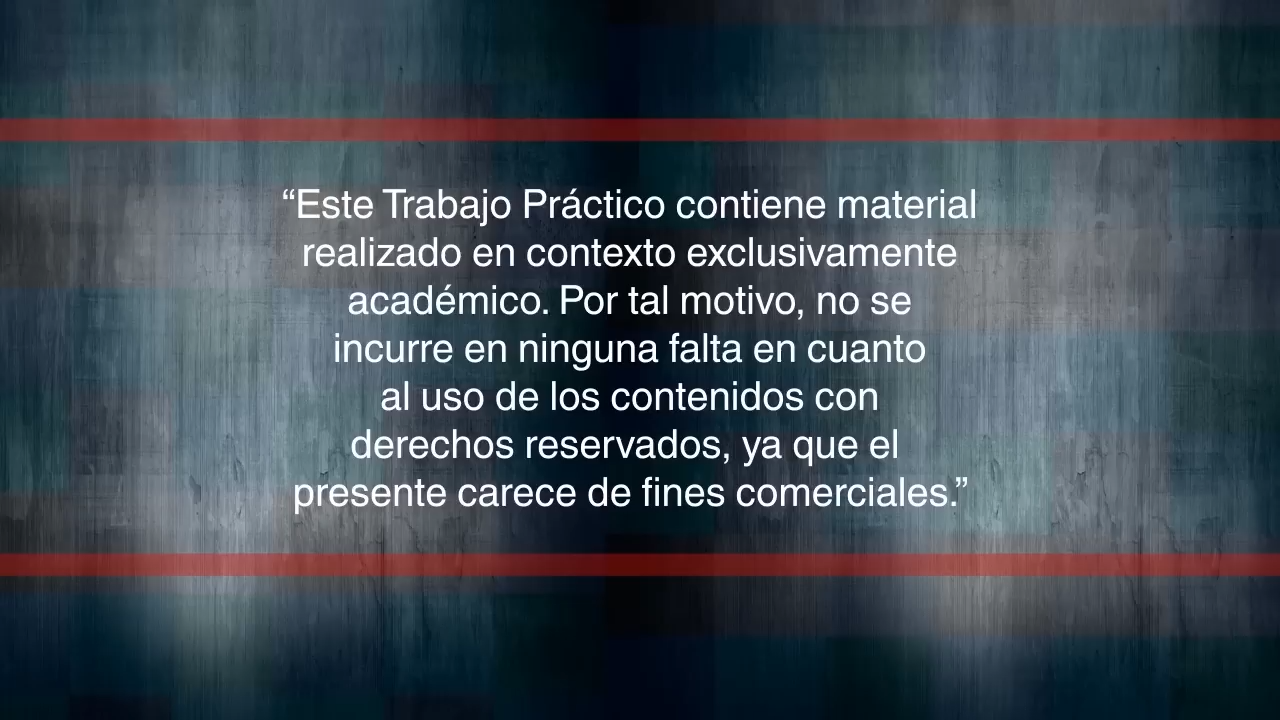 “Este Trabajo Práctico contiene material
realizado en contexto exclusivamente
académico. Por tal motivo, no se
incurre en ninguna falta en cuanto
al uso de los contenidos con
derechos reservados, ya que el
presente carece de fines comerciales.”